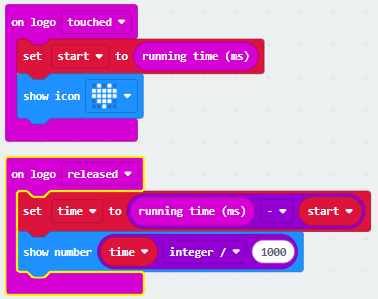 on logo touched
set start to running time (ms)
show icon
on logo released
set time to running time (ms) - start
show number time integer / 1000